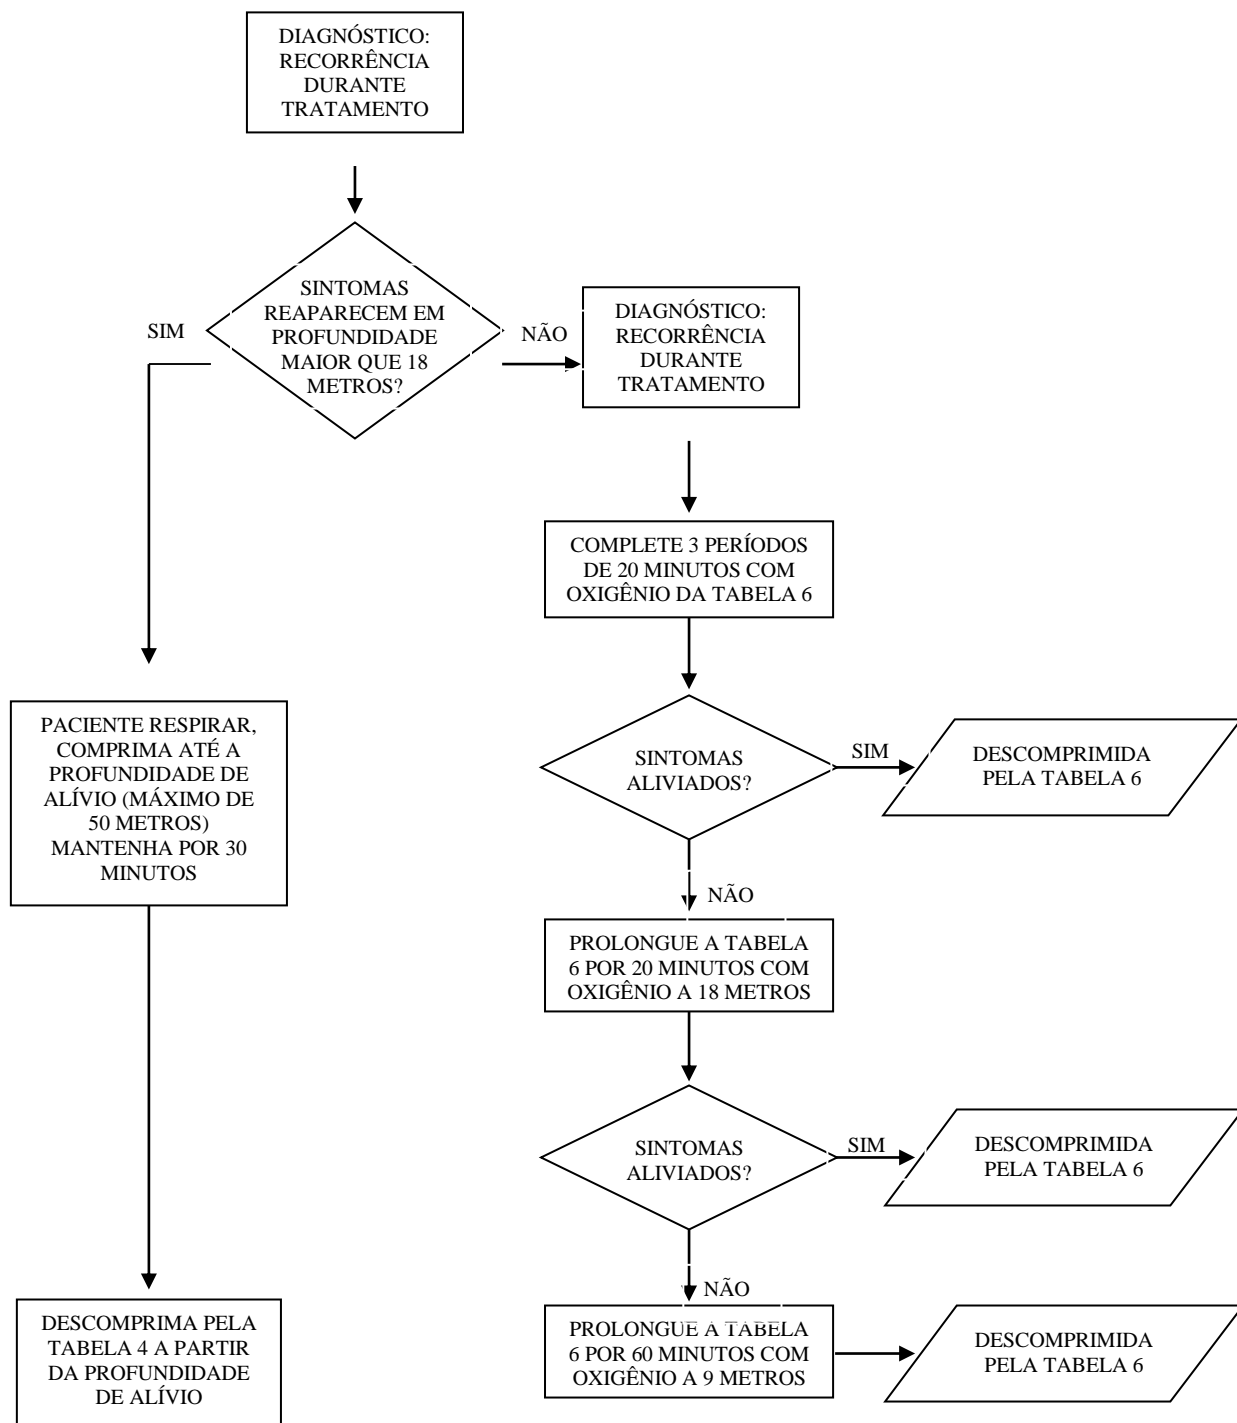 DIAGNÓSTICO:
RECORRÊNCIA
DURANTE
TRATAMENTO
SINTOMAS
REAPARECEM EM
PROFUNDIDADE
MAIOR QUE 18
METROS?
SIM
NÃO
DIAGNÓSTICO:
RECORRÊNCIA
DURANTE
TRATAMENTO
COMPLETE 3 PERÍODOS
DE 20 MINUTOS COM
OXIGÊNIO DA TABELA 6
PACIENTE RESPIRAR,
COMPRIMA ATÉ A
PROFUNDIDADE DE
ALÍVIO (MÁXIMO DE
50 METROS)
MANTENHA POR 30
MINUTOS
SINTOMAS
ALIVIADOS?
SIM
DESCOMPRIMIDA
PELA TABELA 6
NÃO
PROLONGUE A TABELA
6 POR 20 MINUTOS COM
OXIGÊNIO A 18 METROS
SINTOMAS
ALIVIADOS?
SIM
DESCOMPRIMIDA
PELA TABELA 6
NÃO
DESCOMPRIMA PELA
TABELA 4 A PARTIR
DA PROFUNDIDADE
DE ALÍVIO
PROLONGUE A TABELA
6 POR 60 MINUTOS COM
OXIGÊNIO A 9 METROS
DESCOMPRIMIDA
PELA TABELA 6